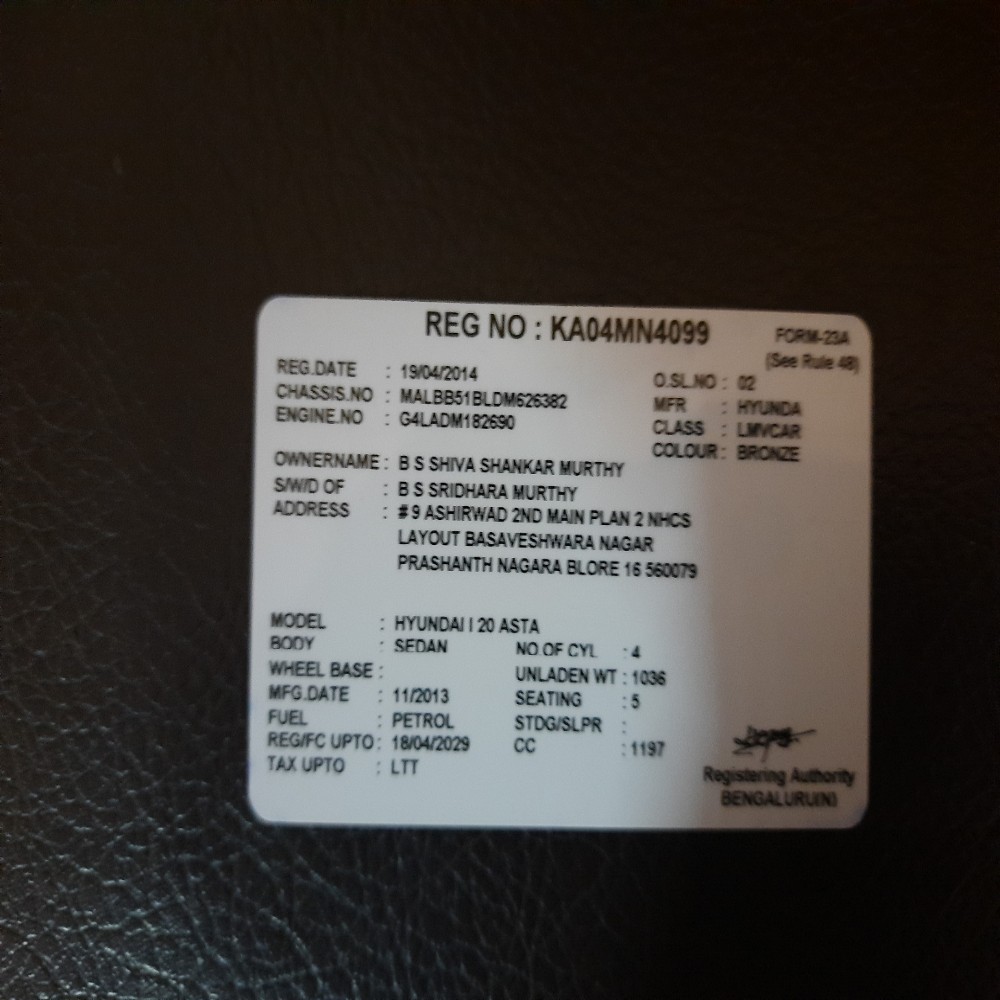 REG NO : KA04MN4099
FORM-23A
(See Rule 48)
REG.DATE : 19/04/2014
O.SL.NO : 02
CHASSIS.NO : MALBB51BLDM626382
MFR : HYUNDA
ENGINE.NO : G4LADM182690
CLASS : LMVCAR
COLOUR : BRONZE
OWNERNAME : B S SHIVA SHANKAR MURTHY
S/W/D OF : B S SRIDHARA MURTHY
ADDRESS : # 9 ASHIRWAD 2ND MAIN PLAN 2 NHCS
LAYOUT BASAVESHWARA NAGAR
PRASHANTH NAGARA BLORE 16 560079
MODEL : HYUNDAI I 20 ASTA
BODY : SEDAN NO.OF CYL : 4
WHEEL BASE : UNLADEN WT : 1036
MFG.DATE : 11/2013 SEATING : 5
FUEL : PETROL STDG/SLPR :
REG/FC UPTO : 18/04/2029 CC : 1197
TAX UPTO : LTT
Registering Authority
BENGALURU(N)